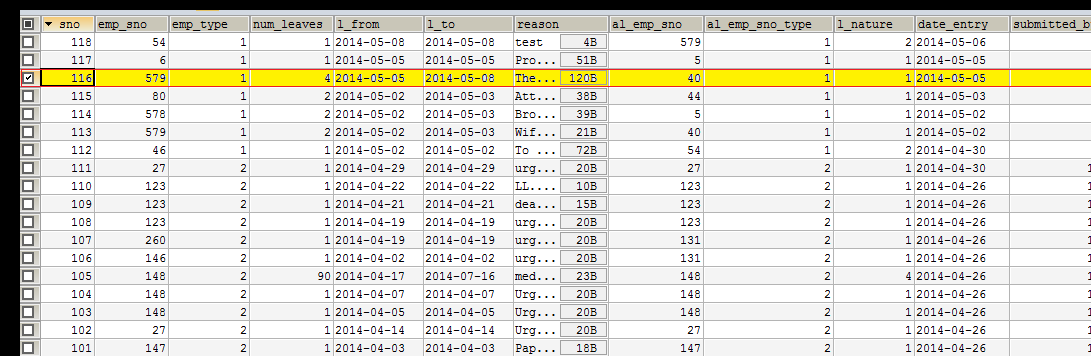 sno emp_sno emp_type num_leaves l_from l_to reason al_emp_sno al_emp_sno_type l_nature date_entry submitted_b
118 54 1 1 2014-05-08 2014-05-08 test 4B 579 1 2 2014-05-06
117 6 1 1 2014-05-05 2014-05-05 Pro... 51B 5 1 1 2014-05-05
116 579 1 4 2014-05-05 2014-05-08 The... 120B 40 1 1 2014-05-05
115 80 1 2 2014-05-02 2014-05-03 Att... 38B 44 1 1 2014-05-03
114 578 1 2 2014-05-02 2014-05-03 Bro... 39B 5 1 1 2014-05-02
113 579 1 2 2014-05-02 2014-05-03 Wif... 21B 40 1 1 2014-05-02
112 46 1 1 2014-05-02 2014-05-02 To ... 72B 54 1 2 2014-04-30
111 27 2 1 2014-04-29 2014-04-29 urg... 20B 27 2 1 2014-04-30 1
110 123 2 1 2014-04-22 2014-04-22 LL.... 10B 123 2 1 2014-04-26 1
109 123 2 1 2014-04-21 2014-04-21 dea... 15B 123 2 1 2014-04-26 1
108 123 2 1 2014-04-19 2014-04-19 urg... 20B 123 2 1 2014-04-26 1
107 260 2 1 2014-04-19 2014-04-19 urg... 20B 131 2 1 2014-04-26 1
106 146 2 1 2014-04-02 2014-04-02 urg... 20B 131 2 1 2014-04-26 1
105 148 2 90 2014-04-17 2014-07-16 med... 23B 148 2 4 2014-04-26 1
104 148 2 1 2014-04-07 2014-04-07 Urg... 20B 148 2 1 2014-04-26 1
103 148 2 1 2014-04-05 2014-04-05 Urg... 20B 148 2 1 2014-04-26 1
102 27 2 1 2014-04-14 2014-04-14 Urg... 20B 27 2 1 2014-04-26 1
101 147 2 1 2014-04-03 2014-04-03 Pap... 18B 147 2 1 2014-04-26 1